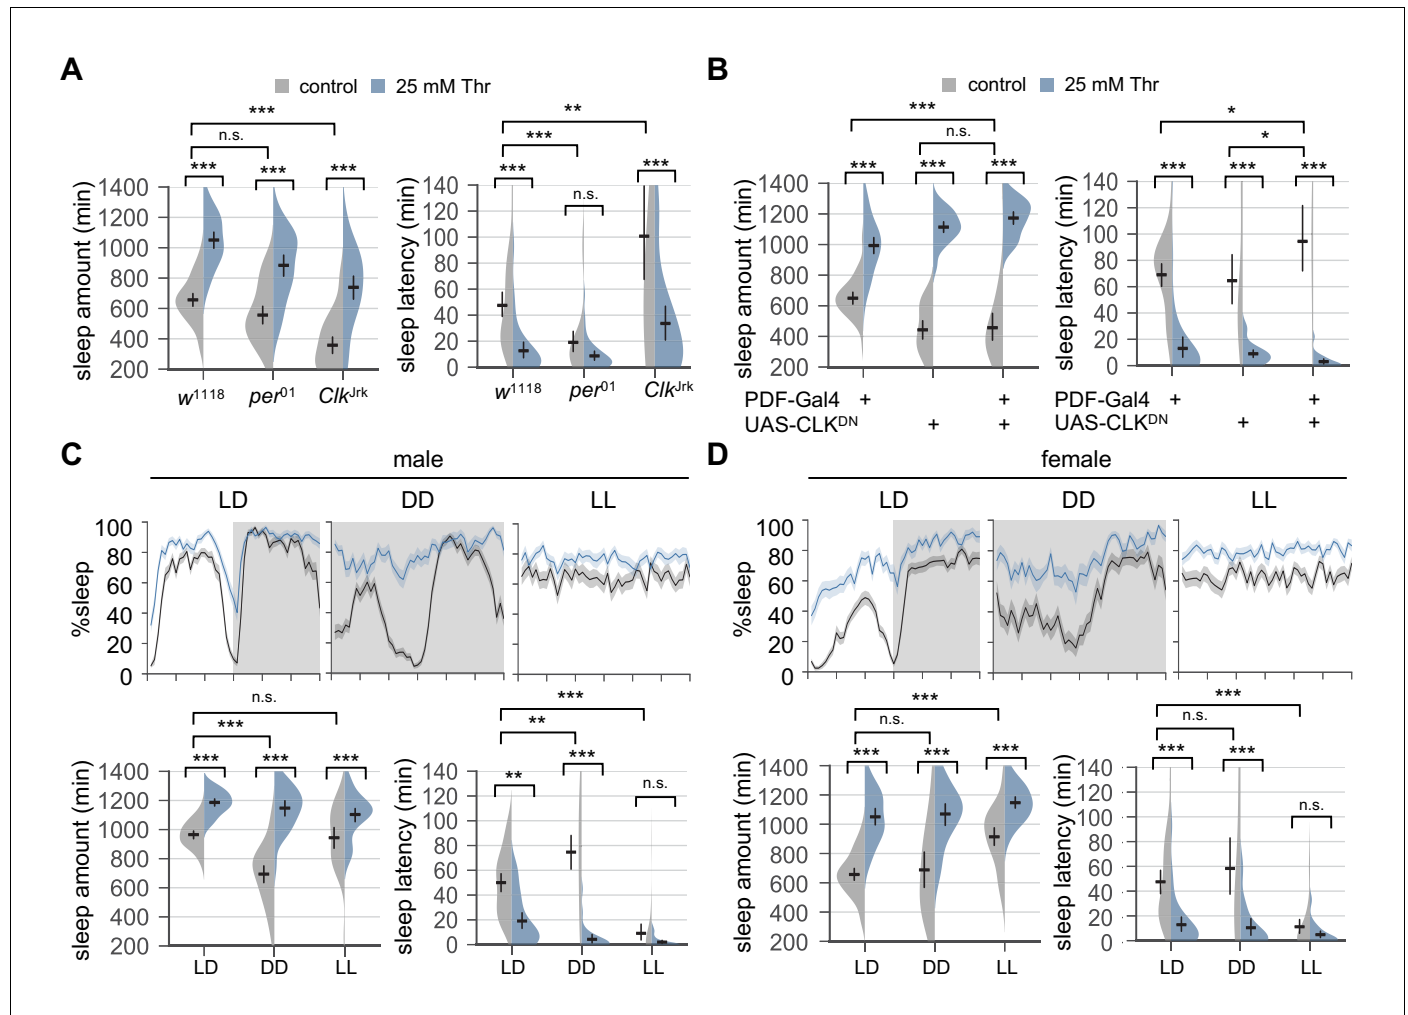 A
control 25 mM Thr
***
n.s.
*** *** ***
sleep amount (min)
1400
1200
1000
800
600
400
200
w1118 per01 ClkJrk
**
***
*** n.s. ***
sleep latency (min)
140
120
100
80
60
40
20
0
w1118 per01 ClkJrk
B
control 25 mM Thr
***
n.s.
*** *** ***
sleep amount (min)
1400
1200
1000
800
600
400
200
PDF-Gal4 + +
UAS-CLKDN + +
*
*
*** *** ***
sleep latency (min)
140
120
100
80
60
40
20
0
PDF-Gal4 + +
UAS-CLKDN + +
C
male
LD DD LL
%sleep
100
80
60
40
20
0
n.s.
***
*** *** ***
sleep amount (min)
1400
1200
1000
800
600
400
200
LD DD LL
***
**
** *** n.s.
sleep latency (min)
140
120
100
80
60
40
20
0
LD DD LL
D
female
LD DD LL
%sleep
100
80
60
40
20
0
***
n.s.
*** *** ***
sleep amount (min)
1400
1200
1000
800
600
400
200
LD DD LL
***
n.s.
*** *** n.s.
sleep latency (min)
140
120
100
80
60
40
20
0
LD DD LL